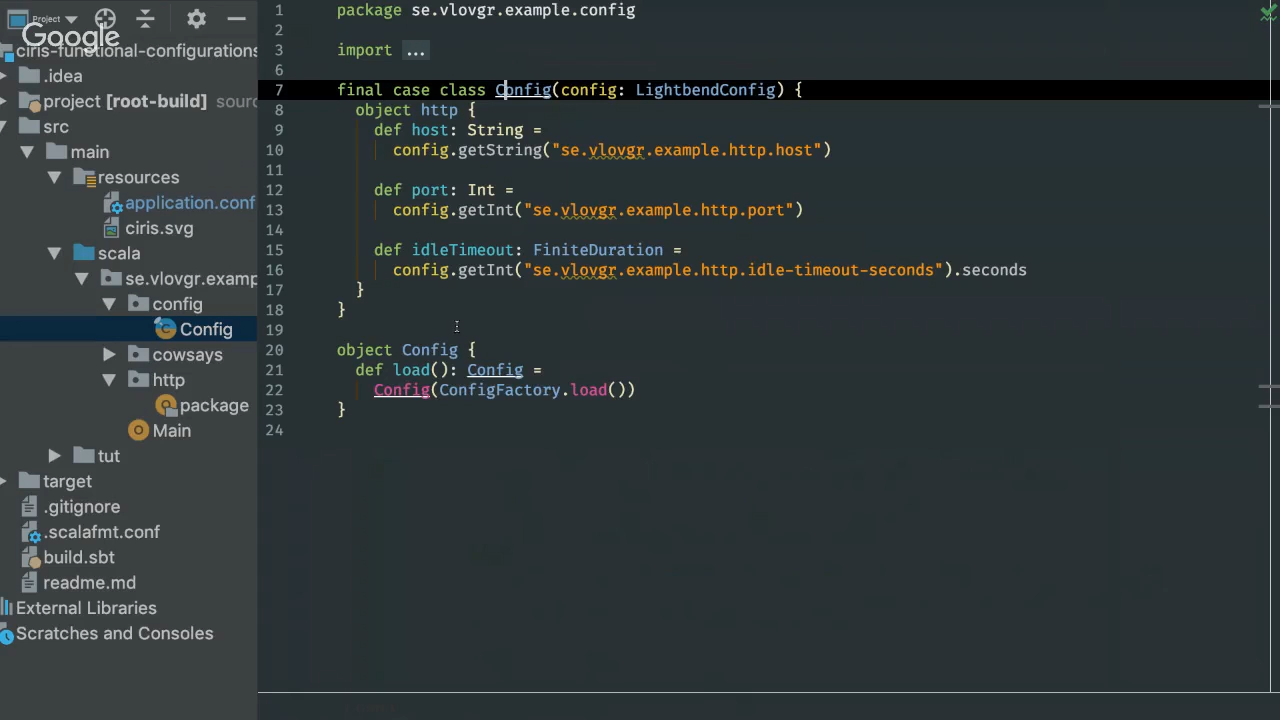 Project
Google
ciris-functional-configurations
.idea
project [root-build] sourc
src
main
resources
application.conf
ciris.svg
scala
se.vlovgr.examp
config
Config
cowsays
http
package
Main
tut
target
.gitignore
.scalafmt.conf
build.sbt
readme.md
External Libraries
Scratches and Consoles
1 package se.vlovgr.example.config
2
3 import ...
6
7 final case class Config(config: LightbendConfig) {
8 object http {
9 def host: String =
10 config.getString("se.vlovgr.example.http.host")
11
12 def port: Int =
13 config.getInt("se.vlovgr.example.http.port")
14
15 def idleTimeout: FiniteDuration =
16 config.getInt("se.vlovgr.example.http.idle-timeout-seconds").seconds
17 }
18 }
19
20 object Config {
21 def load(): Config =
22 Config(ConfigFactory.load())
23 }
24